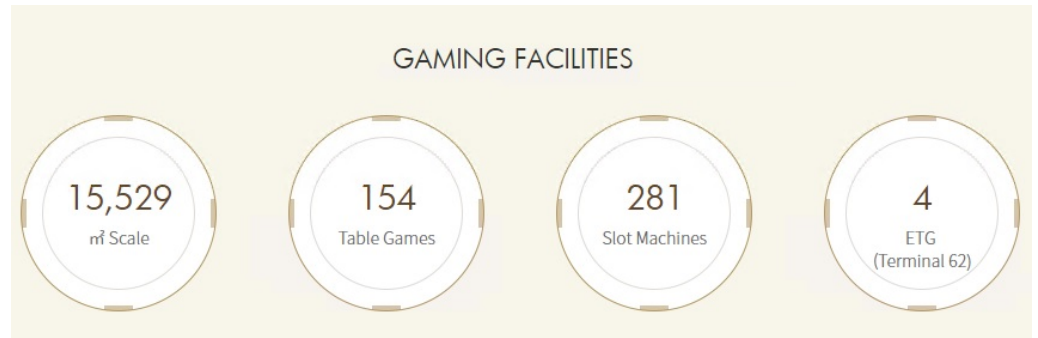 GAMING FACILITIES
15,529
㎡ Scale
154
Table Games
281
Slot Machines
4
ETG
(Terminal 62)